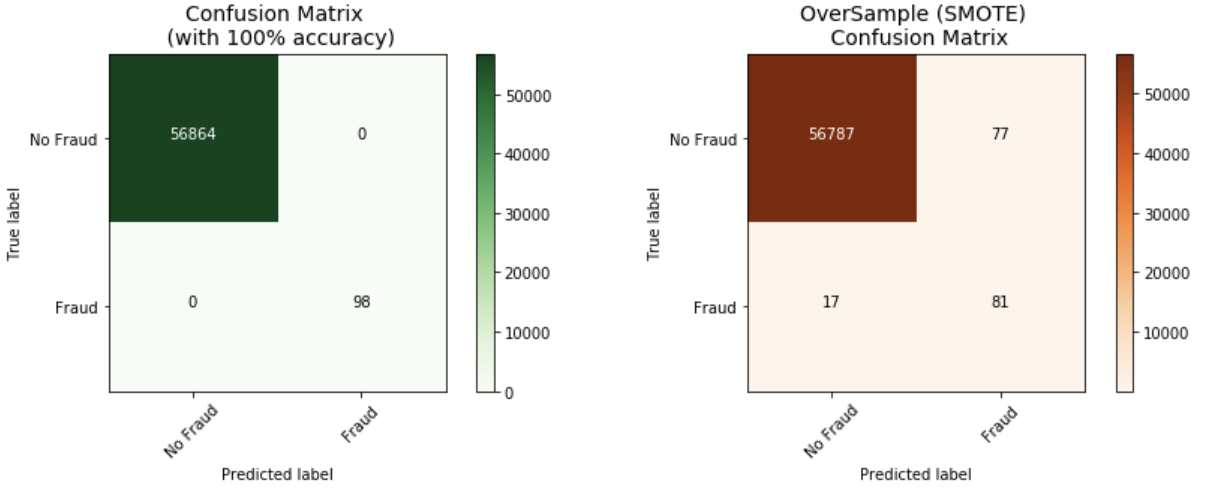 Confusion Matrix
(with 100% accuracy)
True label
No Fraud
Fraud
56864
0
0
98
No Fraud
Fraud
Predicted label
50000
40000
30000
20000
10000
0
OverSample (SMOTE)
Confusion Matrix
True label
No Fraud
Fraud
56787
77
17
81
No Fraud
Fraud
Predicted label
50000
40000
30000
20000
10000